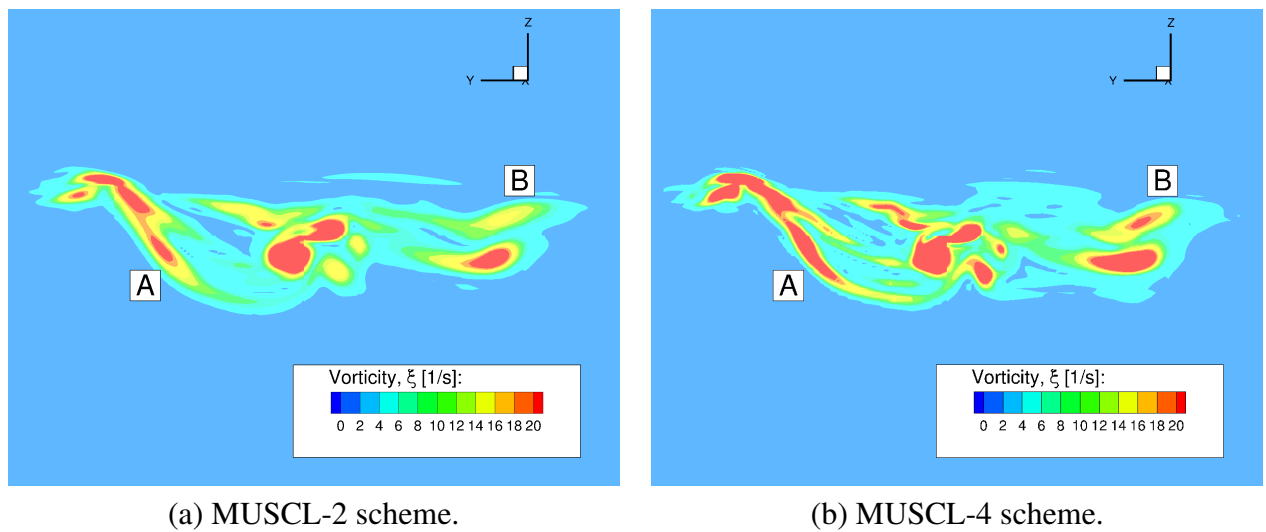 Z
Y
X
B
A
Vorticity, ξ [1/s]:
0 2 4 6 8 10 12 14 16 18 20
(a) MUSCL-2 scheme.
Z
Y
X
B
A
Vorticity, ξ [1/s]:
0 2 4 6 8 10 12 14 16 18 20
(b) MUSCL-4 scheme.